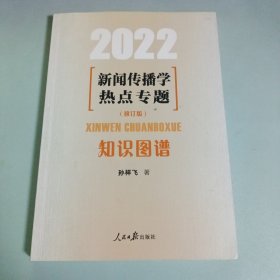 2022
新闻传播学
热点专题
（修订版）
XINWEN CHUANBOXUE
知识图谱
孙祥飞 著
人民日报出版社